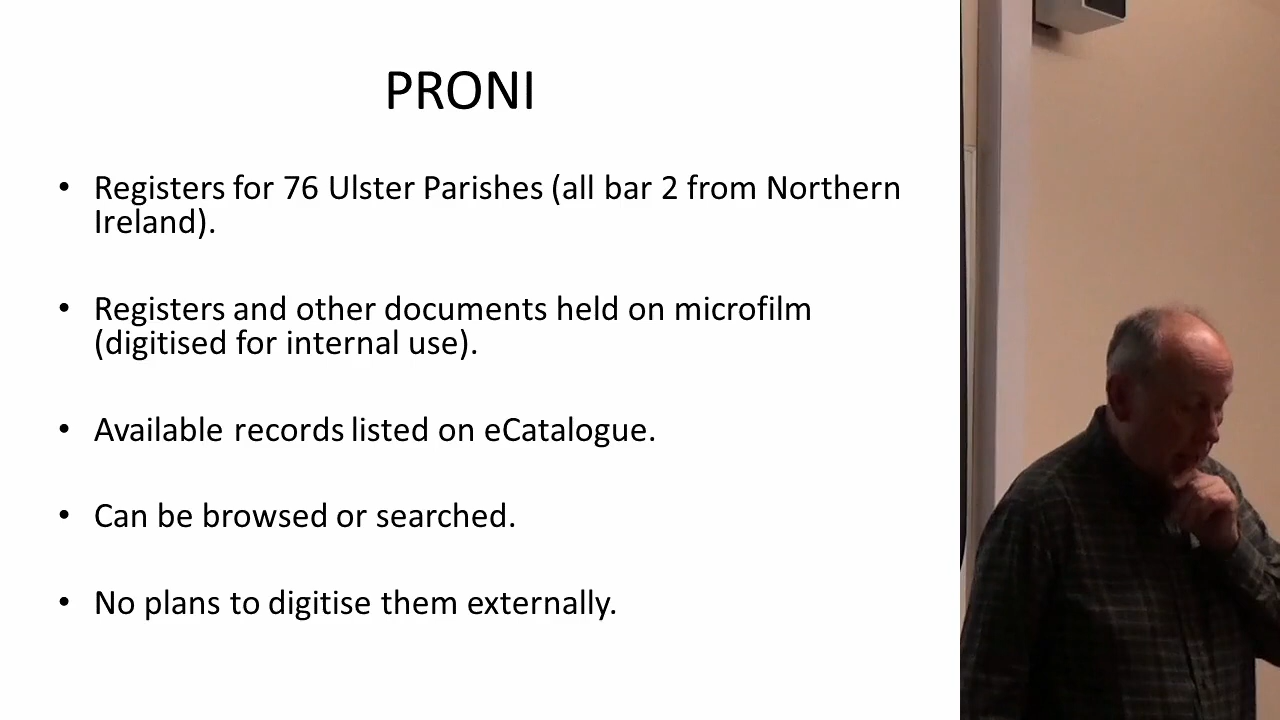 PRONI
• Registers for 76 Ulster Parishes (all bar 2 from Northern
Ireland).
• Registers and other documents held on microfilm
(digitised for internal use).
• Available records listed on eCatalogue.
• Can be browsed or searched.
• No plans to digitise them externally.